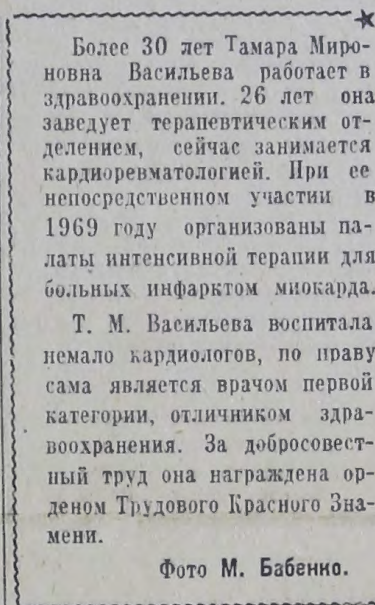 Более 30 лет Тамара Миро-
новна Васильева работает в
здравоохранении. 26 лет она
заведует терапевтическим от-
делением, сейчас занимается
кардиоревматологией. При ее
непосредственном участии в
1969 году организованы па-
латы интенсивной терапии для
больных инфарктом миокарда.
Т. М. Васильева воспитала
немало кардиологов, по праву
сама является врачом первой
категории, отличником здра-
воохранения. За добросовест-
ный труд она награждена ор-
деном Трудового Красного Зна-
мени.
Фото М. Бабенко.